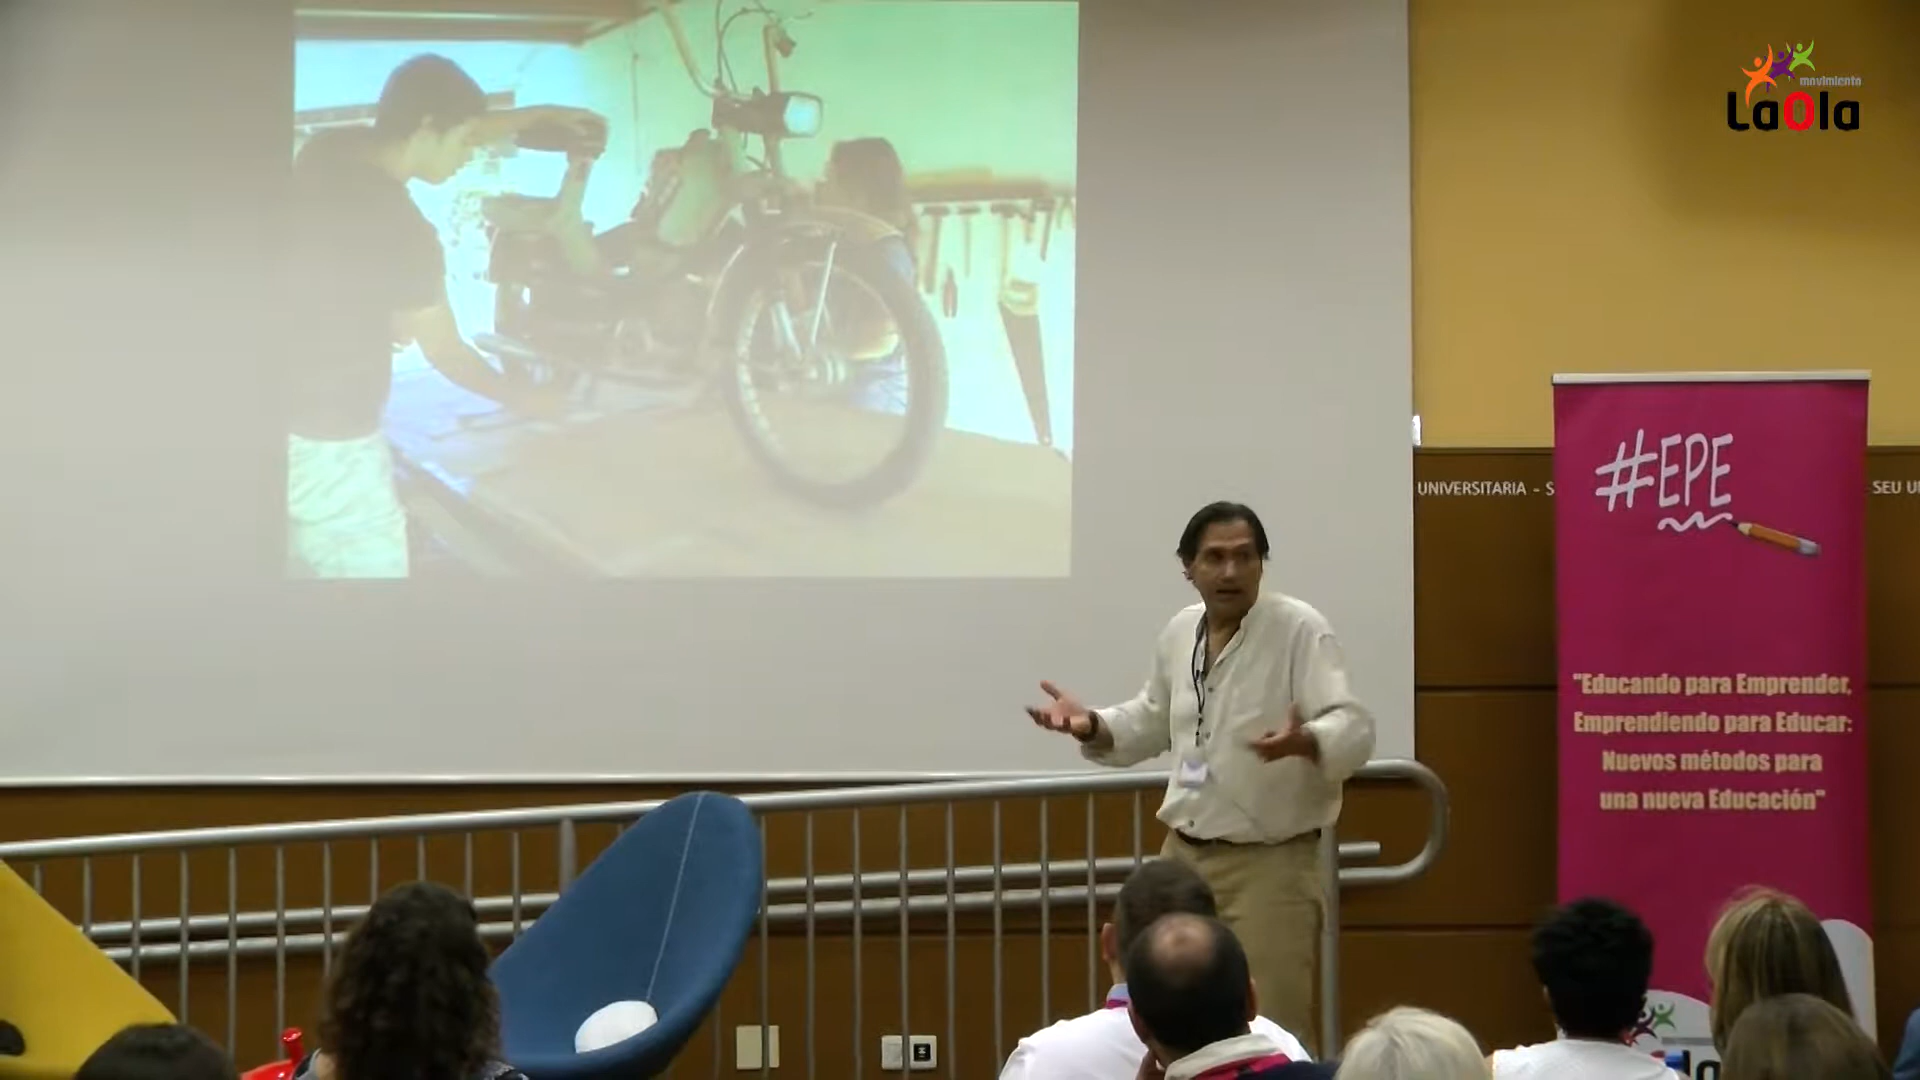 movimiento
LaOla
UNIVERSITARIA - S
#EPE
SEU U
"Educando para Emprender,
Emprendiendo para Educar:
Nuevos métodos para
una nueva Educación"